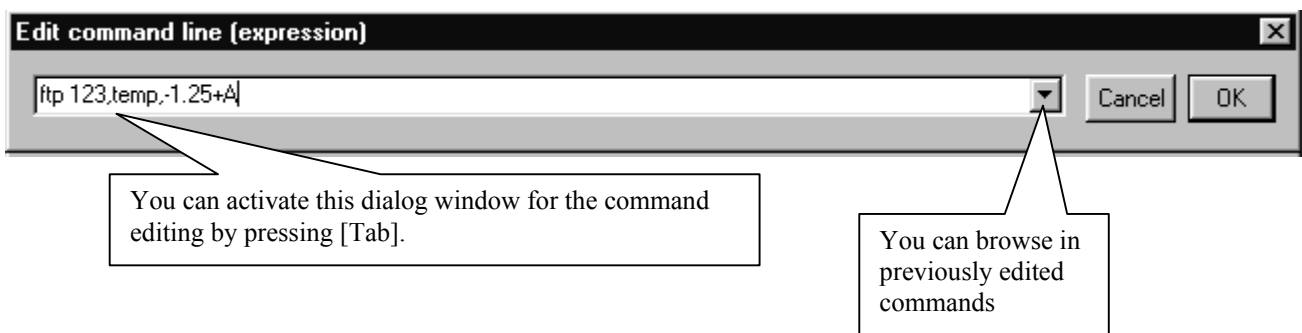 Edit command line (expression)
ftp 123,temp,-1.25+A
Cancel
OK
You can activate this dialog window for the command
editing by pressing [Tab].
You can browse in
previously edited
commands